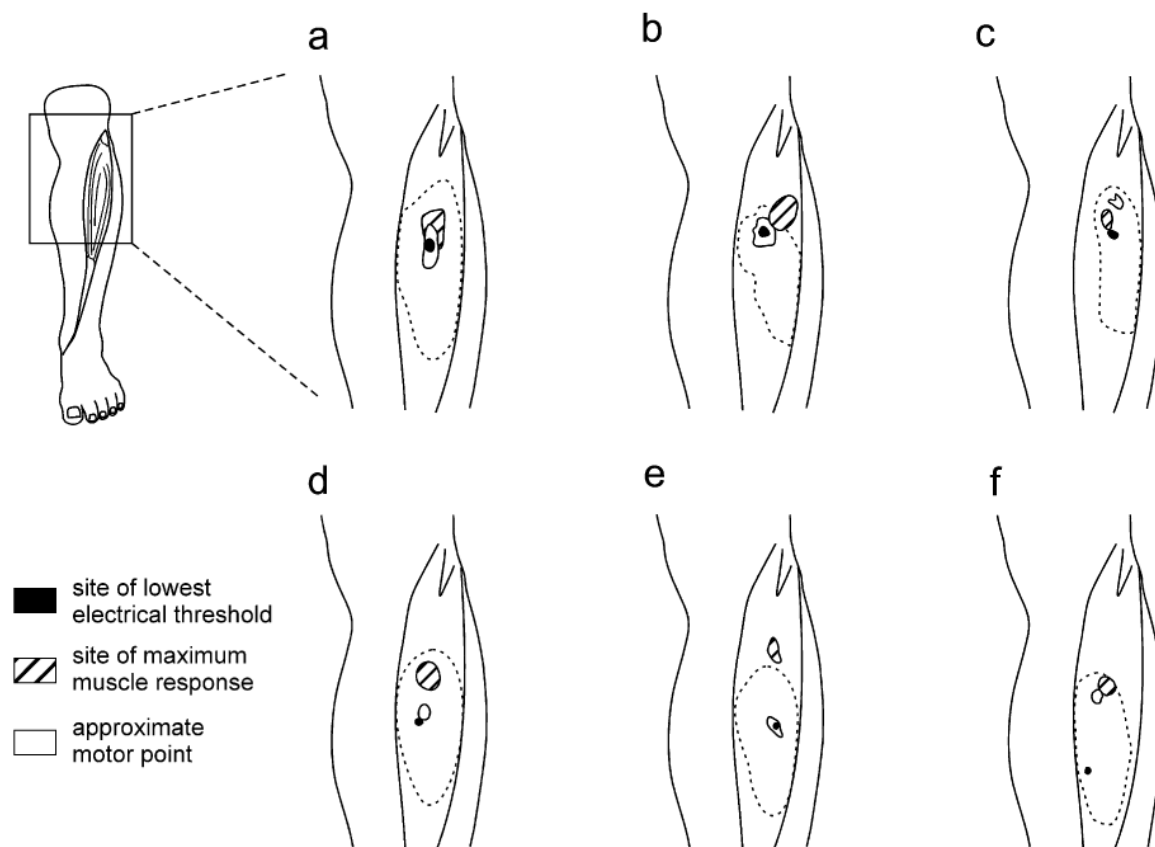 a
b
c
d
e
f
site of lowest
electrical threshold
site of maximum
muscle response
approximate
motor point